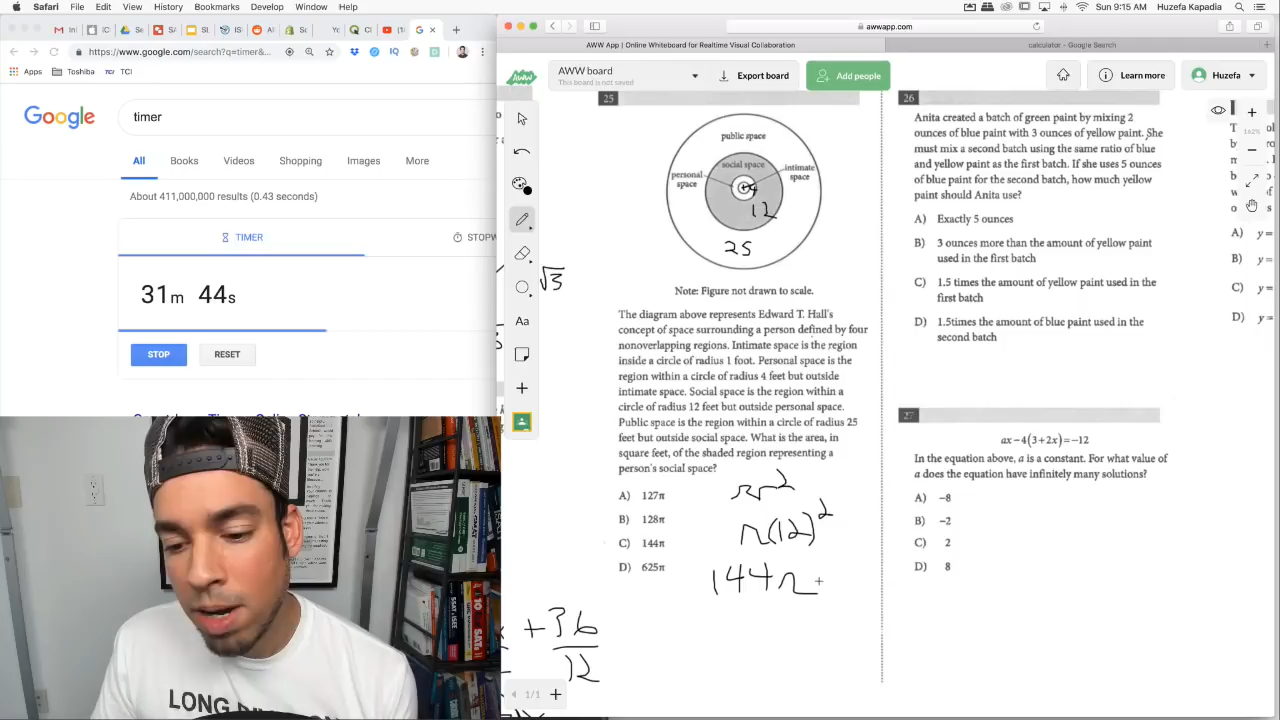 Safari File Edit View History Bookmarks Develop Window Help
Sun 9:15 AM Huzefa Kapadia
https://www.google.com/search?q=timer&...
Apps Toshiba TCI TCI
Google
timer
All Books Videos Shopping Images More
About 411,000,000 results (0.43 seconds)
TIMER
31m 44s
STOP RESET
awwapp.com
AWW App | Online Whiteboard for Realtime Visual Collaboration
calculator - Google Search
AWW
AWW board
This board is not saved
Export board
Add people
Learn more
Huzefa
162%
Aa
1/1
25
public space
social space
personal space
intimate space
4
12
25
√3
Note: Figure not drawn to scale.
The diagram above represents Edward T. Hall's
concept of space surrounding a person defined by four
nonoverlapping regions. Intimate space is the region
inside a circle of radius 1 foot. Personal space is the
region within a circle of radius 4 feet but outside
intimate space. Social space is the region within a
circle of radius 12 feet but outside personal space.
Public space is the region within a circle of radius 25
feet but outside social space. What is the area, in
square feet, of the shaded region representing a
person's social space?
A) 127π
B) 128π
C) 144π
D) 625π
πr²
π(12)²
144π
+36
12
26
Anita created a batch of green paint by mixing 2
ounces of blue paint with 3 ounces of yellow paint. She
must mix a second batch using the same ratio of blue
and yellow paint as the first batch. If she uses 5 ounces
of blue paint for the second batch, how much yellow
paint should Anita use?
A) Exactly 5 ounces
B) 3 ounces more than the amount of yellow paint
used in the first batch
C) 1.5 times the amount of yellow paint used in the
first batch
D) 1.5times the amount of blue paint used in the
second batch
27
ax−4(3+2x)=−12
In the equation above, a is a constant. For what value of
a does the equation have infinitely many solutions?
A) −8
B) −2
C) 2
D) 8
A) y=
B) y=
C) y=
D) y=
SSAT & ISEE
10 SATs
LONG